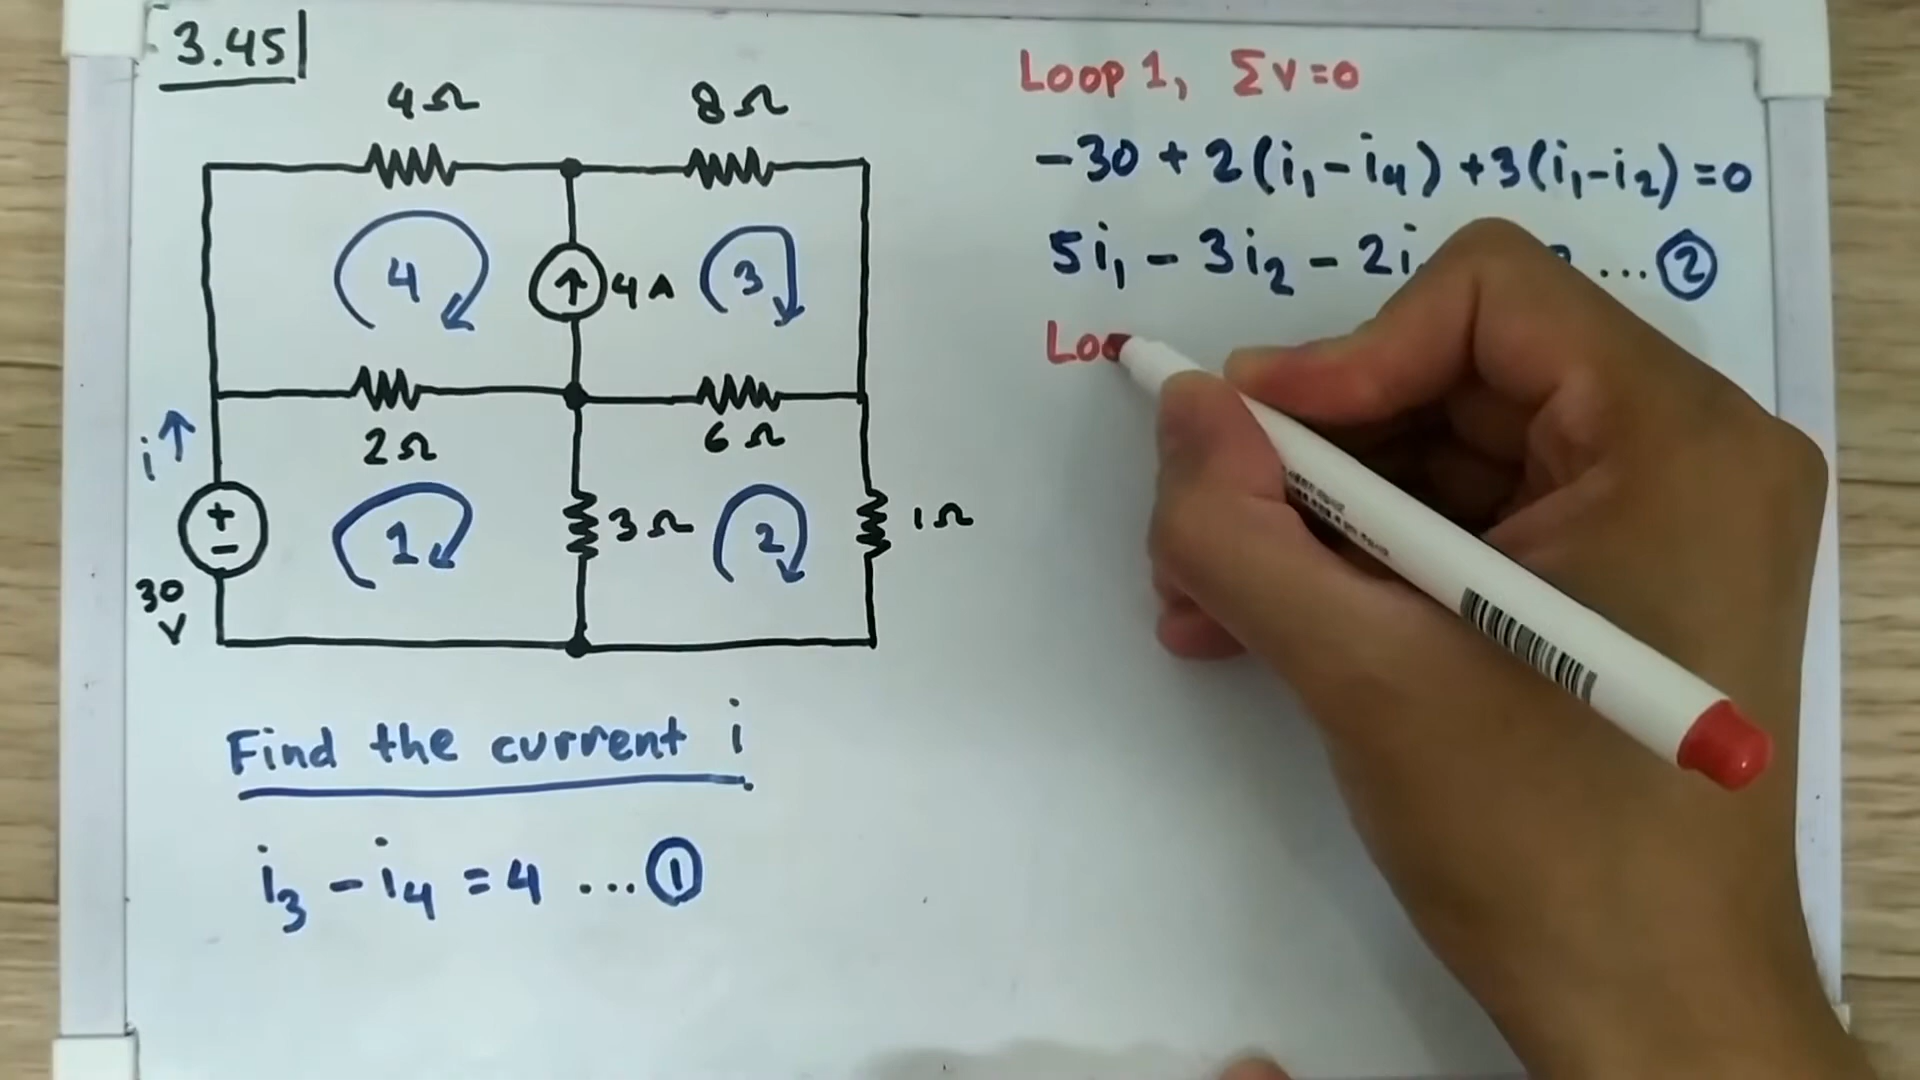 3.45
4Ω
8Ω
4
4A
3
i
2Ω
6Ω
+
-
1
3Ω
2
1Ω
30
V
Find the current i
i₃ - i₄ = 4 ... ①
Loop 1, Σv=0
-30 + 2(i₁-i₄) +3(i₁-i₂) =0
5i₁ - 3i₂ - 2i ... ②
Loo